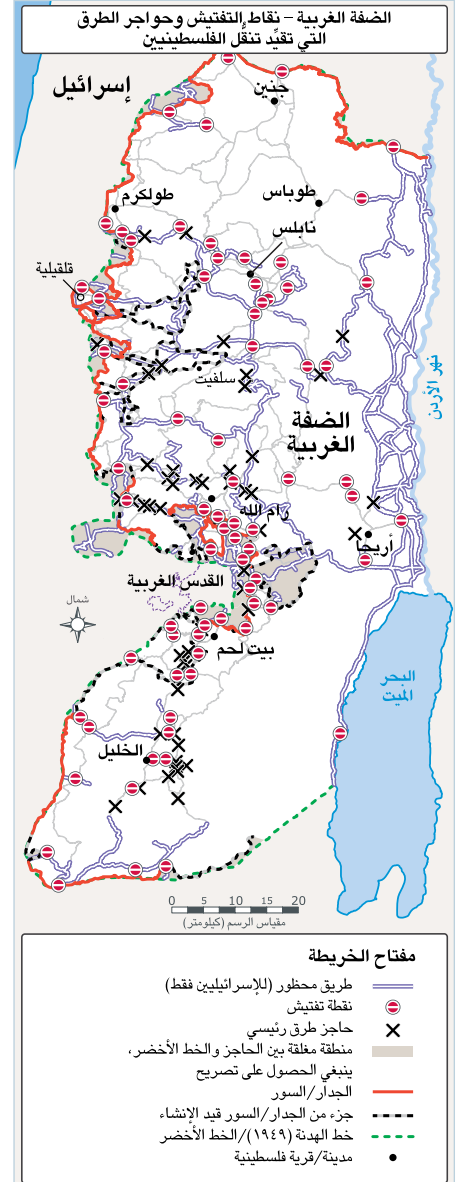 الضفة الغربية – نقاط التفتيش وحواجر الطرق
التي تقيِّد تنقُّل الفلسطينيين
إسرائيل
جنين
طولكرم
طوباس
نابلس
قلقيلية
سلفيت
نهر الأردن
الضفة
الغربية
رام الله
أريحا
القدس الغربية
شمال
بيت لحم
البحر
الميت
الخليل
0 5 10 15 20
مقياس الرسم (كيلومتر)
مفتاح الخريطة
طريق محظور (للإسرائيليين فقط)
نقطة تفتيش
حاجز طرق رئيسي
منطقة مغلقة بين الحاجز والخط الأخضر،
ينبغي الحصول على تصريح
الجدار/السور
جزء من الجدار/السور قيد الإنشاء
خط الهدنة (١٩٤٩)/الخط الأخضر
مدينة/قرية فلسطينية